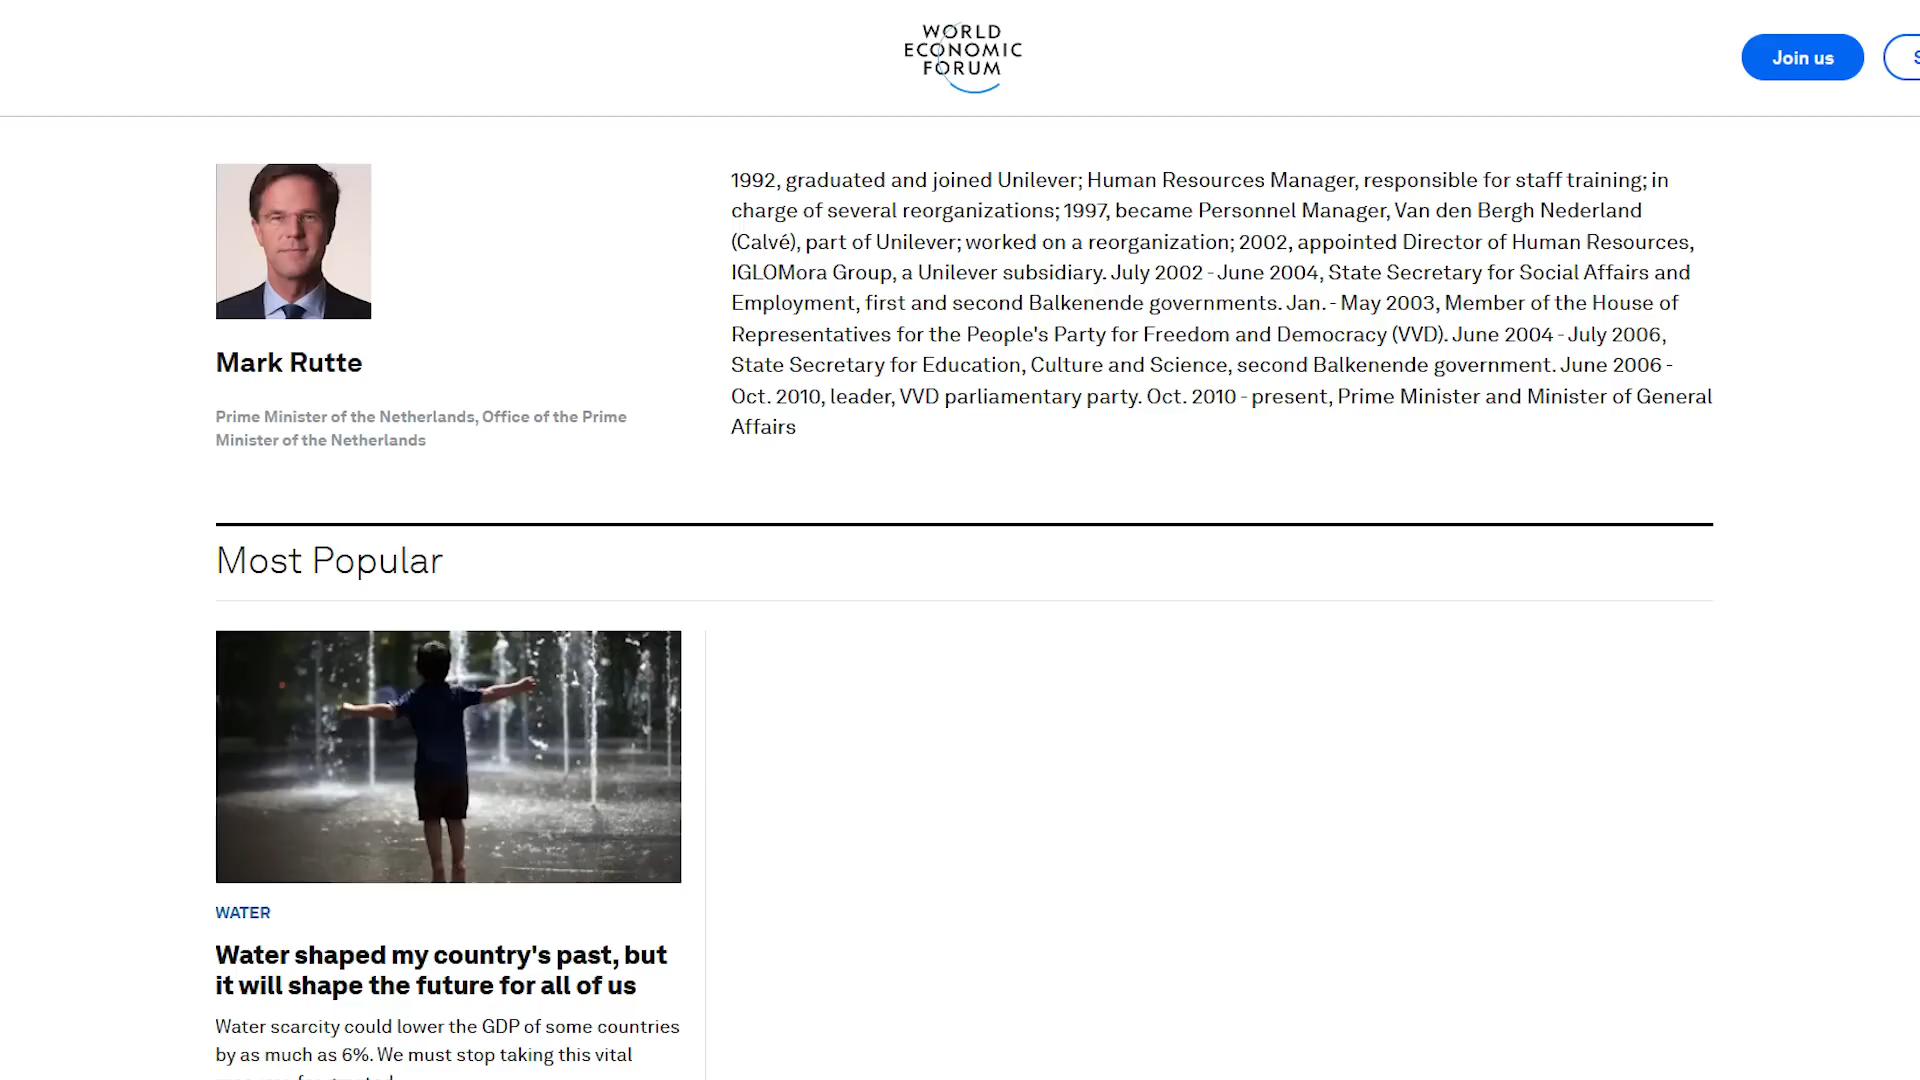 WORLD
ECONOMIC
FORUM
Join us
1992, graduated and joined Unilever; Human Resources Manager, responsible for staff training; in
charge of several reorganizations; 1997, became Personnel Manager, Van den Bergh Nederland
(Calvé), part of Unilever; worked on a reorganization; 2002, appointed Director of Human Resources,
IGLOMora Group, a Unilever subsidiary. July 2002 - June 2004, State Secretary for Social Affairs and
Employment, first and second Balkenende governments. Jan. - May 2003, Member of the House of
Representatives for the People's Party for Freedom and Democracy (VVD). June 2004 - July 2006,
State Secretary for Education, Culture and Science, second Balkenende government. June 2006 -
Oct. 2010, leader, VVD parliamentary party. Oct. 2010 - present, Prime Minister and Minister of General
Affairs
Mark Rutte
Prime Minister of the Netherlands, Office of the Prime
Minister of the Netherlands
Most Popular
WATER
Water shaped my country's past, but
it will shape the future for all of us
Water scarcity could lower the GDP of some countries
by as much as 6%. We must stop taking this vital